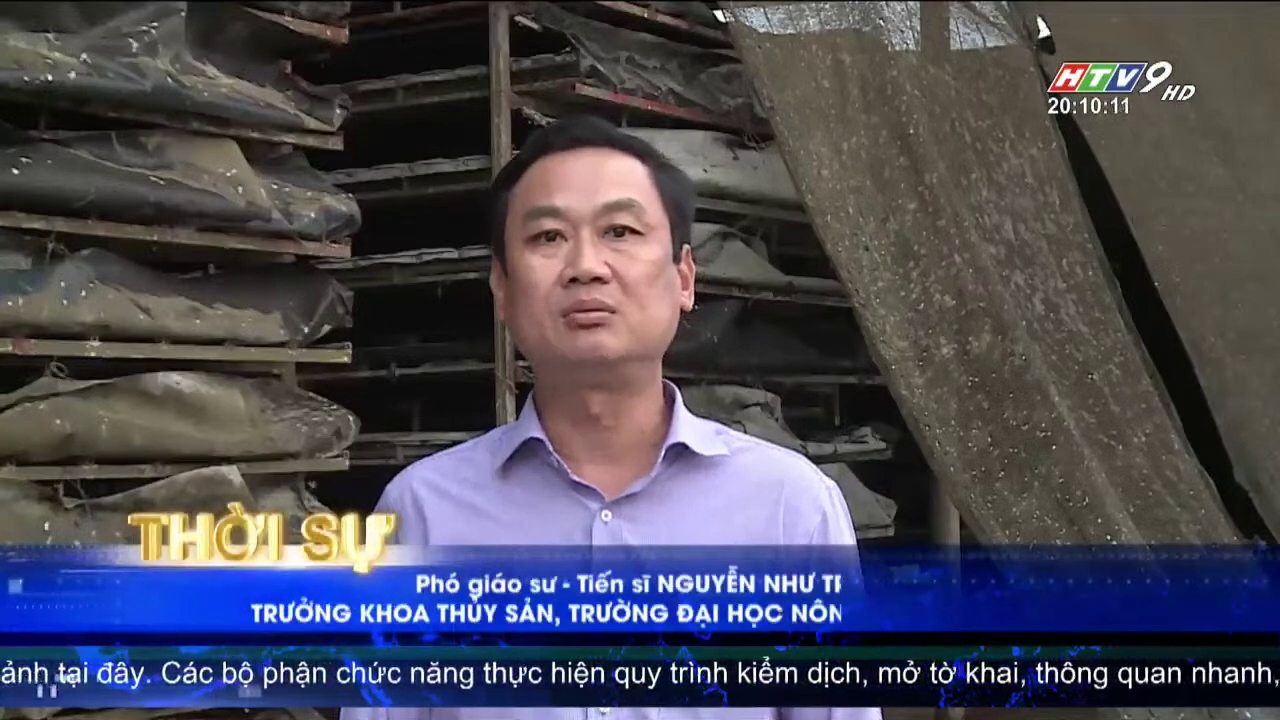 HTV9 HD
20:10:11
THỜI SỰ
Phó giáo sư - Tiến sĩ NGUYỄN NHƯ
TRƯỞNG KHOA THỦY SẢN, TRƯỜNG ĐẠI HỌC NÔN
ảnh tại đây. Các bộ phận chức năng thực hiện quy trình kiểm dịch, mở tờ khai, thông quan nhanh,